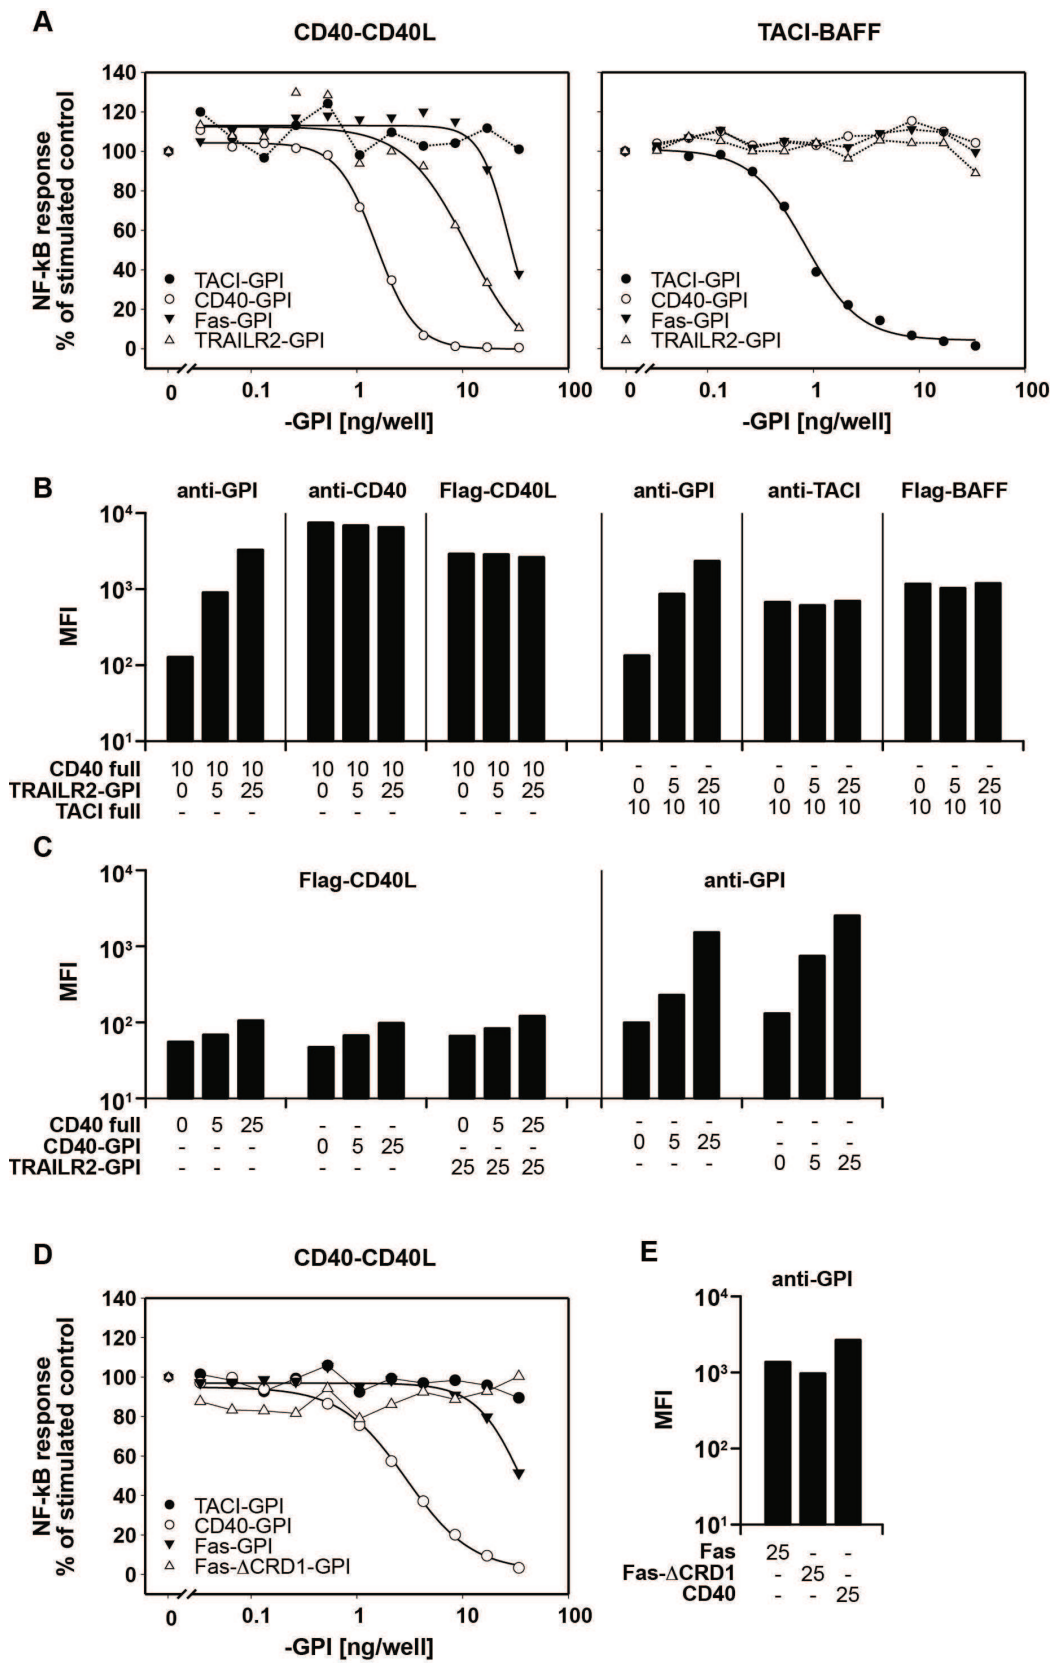 A
CD40-CD40L
TACI-BAFF
NF-kB response
% of stimulated control
140
120
100
80
60
40
20
0
TACI-GPI
CD40-GPI
Fas-GPI
TRAILR2-GPI
TACI-GPI
CD40-GPI
Fas-GPI
TRAILR2-GPI
0 0.1 1 10 100
0 0.1 1 10 100
-GPI [ng/well]
-GPI [ng/well]
B
anti-GPI anti-CD40 Flag-CD40L anti-GPI anti-TACI Flag-BAFF
MFI
10⁴
10³
10²
10¹
CD40 full 10 10 10 10 10 10 10 10 10 - - - - - - - - -
TRAILR2-GPI 0 5 25 0 5 25 0 5 25 0 5 25 0 5 25 0 5 25
TACI full - - - - - - - - - 10 10 10 10 10 10 10 10 10
C
Flag-CD40L
anti-GPI
MFI
10⁴
10³
10²
10¹
CD40 full 0 5 25 - - - 0 5 25 - - - - - -
CD40-GPI - - - 0 5 25 - - - 0 5 25 - - -
TRAILR2-GPI - - - - - - 25 25 25 - - - 0 5 25
D
CD40-CD40L
NF-kB response
% of stimulated control
140
120
100
80
60
40
20
0
TACI-GPI
CD40-GPI
Fas-GPI
Fas-ΔCRD1-GPI
0 0.1 1 10 100
-GPI [ng/well]
E
anti-GPI
MFI
10⁴
10³
10²
10¹
Fas 25 - -
Fas-ΔCRD1 - 25 -
CD40 - - 25